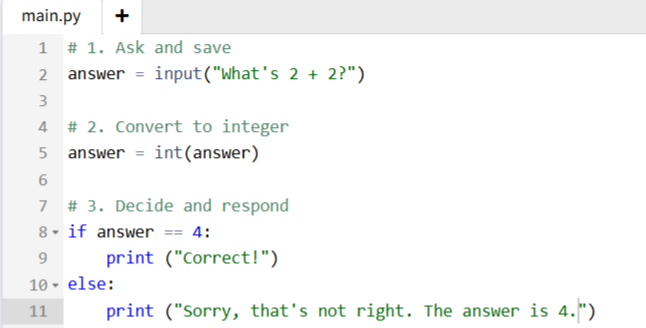 main.py +
1 # 1. Ask and save
2 answer = input("What's 2 + 2?")
3
4 # 2. Convert to integer
5 answer = int(answer)
6
7 # 3. Decide and respond
8 if answer == 4:
9     print ("Correct!")
10 else:
11     print ("Sorry, that's not right. The answer is 4.")